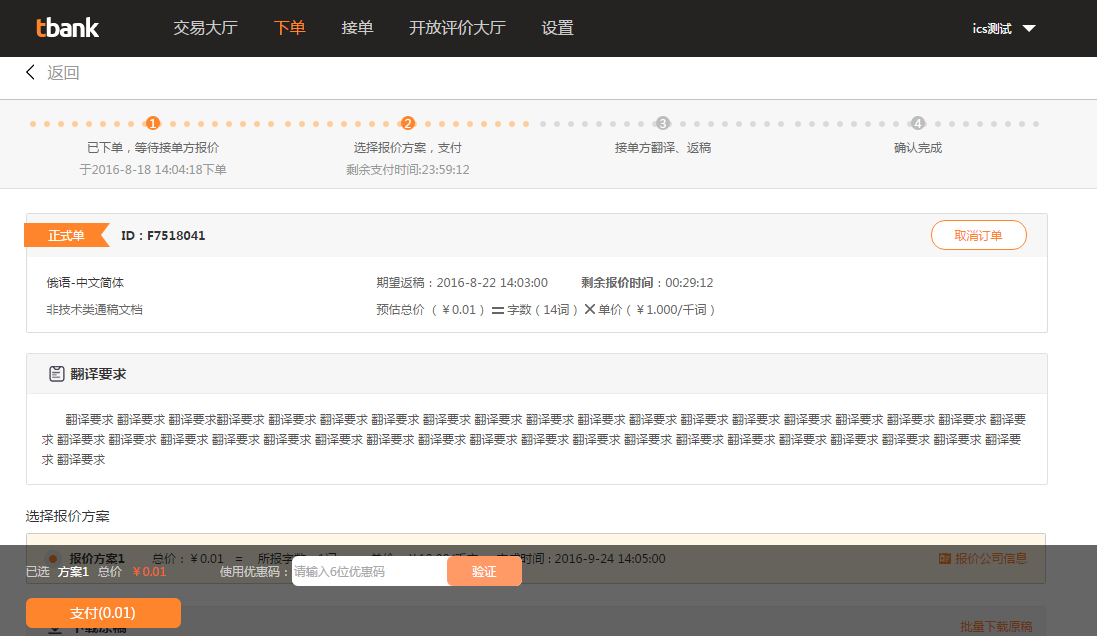 tbank 交易大厅 下单 接单 开放评价大厅 设置 ics测试
返回
1 2 3 4
已下单，等待接单方报价 选择报价方案，支付 接单方翻译、返稿 确认完成
于2016-8-18 14:04:18下单 剩余支付时间:23:59:12
正式单 ID：F7518041 取消订单
俄语-中文简体 期望返稿：2016-8-22 14:03:00 剩余报价时间：00:29:12
非技术类通稿文档 预估总价（￥0.01）＝字数（14词）×单价（￥1.000/千词）
翻译要求
翻译要求 翻译要求 翻译要求翻译要求 翻译要求 翻译要求 翻译要求 翻译要求 翻译要求 翻译要求 翻译要求 翻译要求 翻译要求 翻译要求 翻译要求 翻译要求 翻译要求 翻译要求 翻译要
求 翻译要求 翻译要求 翻译要求 翻译要求 翻译要求 翻译要求 翻译要求 翻译要求 翻译要求 翻译要求 翻译要求 翻译要求 翻译要求 翻译要求 翻译要求 翻译要求 翻译要求 翻译要求 翻译要
求 翻译要求
选择报价方案
报价方案1 总价：￥0.01 = 所报字数 时间：2016-9-24 14:05:00 报价公司信息
已选 方案1 总价 ￥0.01 使用优惠码： 请输入6位优惠码 验证
支付(0.01)
下载原稿 批量下载原稿